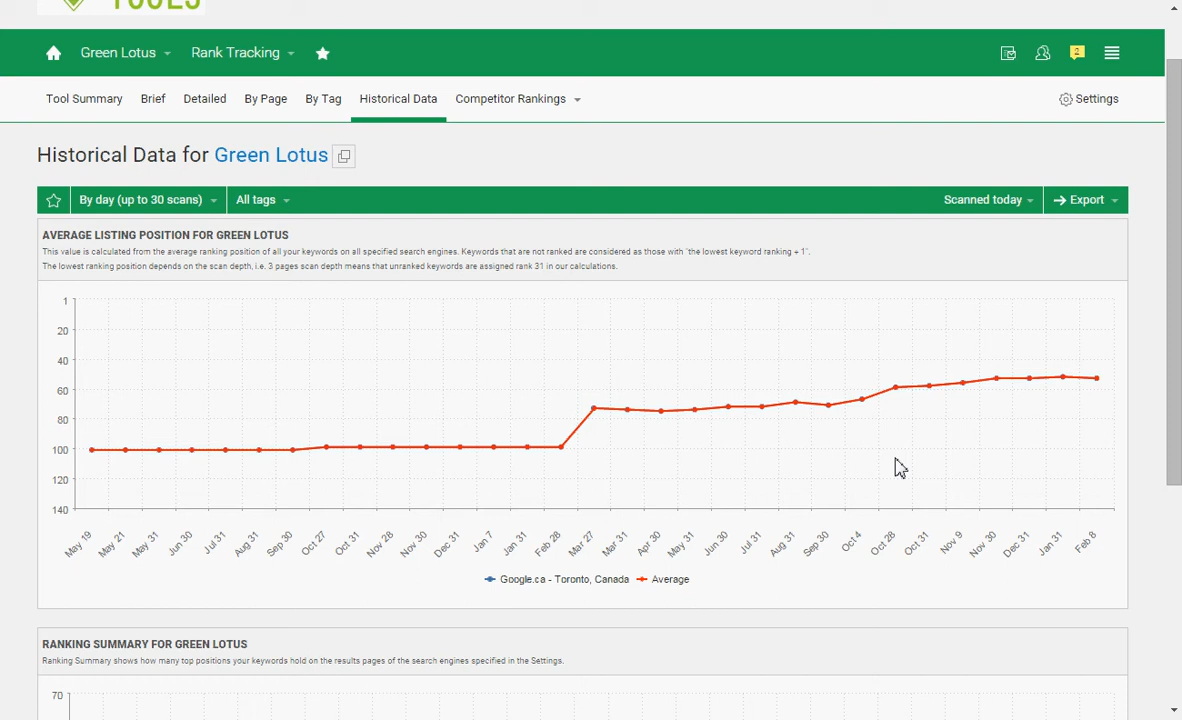 TOOLS
Green Lotus
Rank Tracking
2
Tool Summary
Brief
Detailed
By Page
By Tag
Historical Data
Competitor Rankings
Settings
Historical Data for Green Lotus
By day (up to 30 scans)
All tags
Scanned today
Export
AVERAGE LISTING POSITION FOR GREEN LOTUS
This value is calculated from the average ranking position of all your keywords on all specified search engines. Keywords that are not ranked are considered as those with "the lowest keyword ranking + 1".
The lowest ranking position depends on the scan depth, i.e. 3 pages scan depth means that unranked keywords are assigned rank 31 in our calculations.
1
20
40
60
80
100
120
140
May 19
May 21
May 31
Jun 30
Jul 31
Aug 31
Sep 30
Oct 27
Oct 31
Nov 28
Nov 30
Dec 31
Jan 7
Jan 31
Feb 28
Mar 27
Mar 31
Apr 30
May 31
Jun 30
Jul 31
Aug 31
Sep 30
Oct 4
Oct 28
Oct 31
Nov 9
Nov 30
Dec 31
Jan 31
Feb 8
Google.ca - Toronto, Canada
Average
RANKING SUMMARY FOR GREEN LOTUS
Ranking Summary shows how many top positions your keywords hold on the results pages of the search engines specified in the Settings.
70